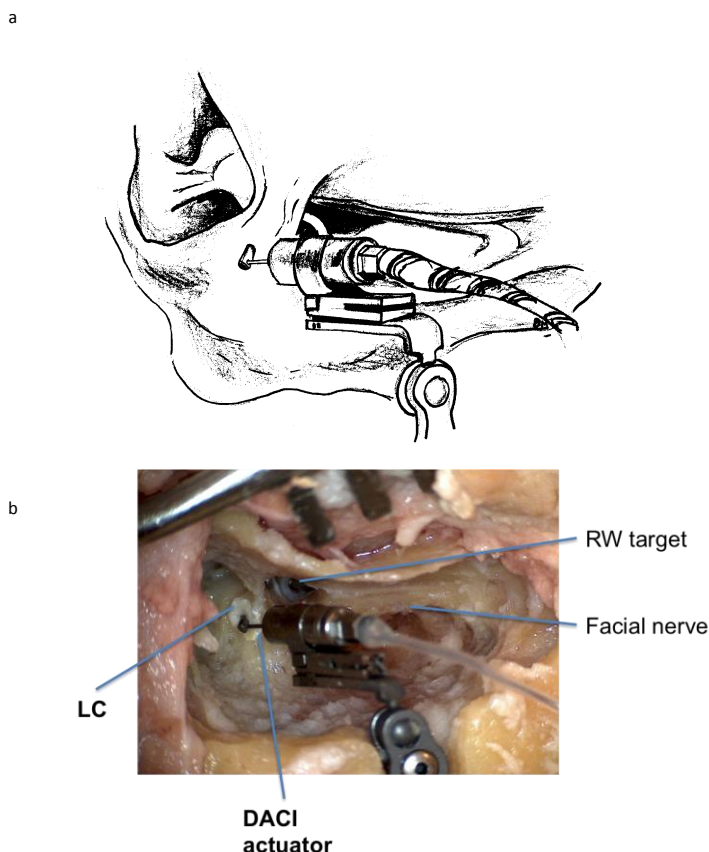 a
b
RW target
Facial nerve
LC
DACI
actuator